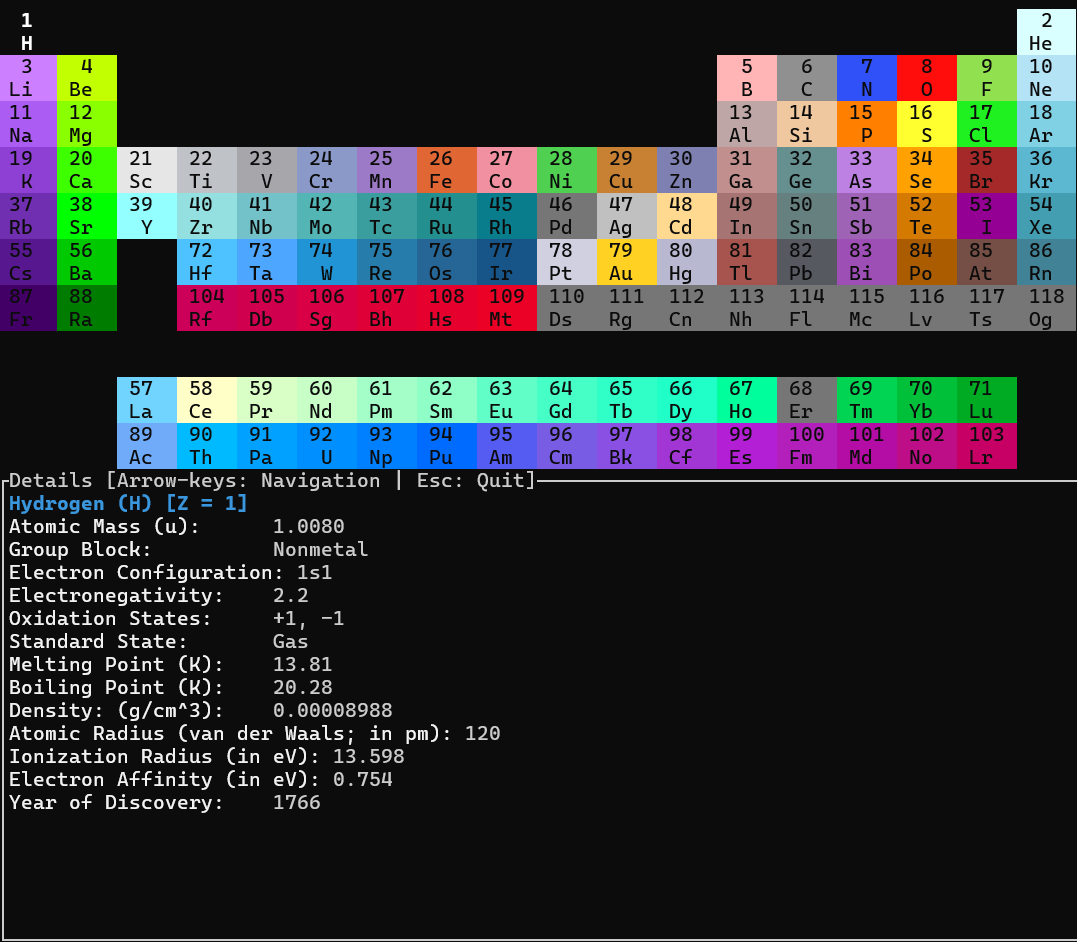 1 2
H He
3 4 5 6 7 8 9 10
Li Be B C N O F Ne
11 12 13 14 15 16 17 18
Na Mg Al Si P S Cl Ar
19 20 21 22 23 24 25 26 27 28 29 30 31 32 33 34 35 36
K Ca Sc Ti V Cr Mn Fe Co Ni Cu Zn Ga Ge As Se Br Kr
37 38 39 40 41 42 43 44 45 46 47 48 49 50 51 52 53 54
Rb Sr Y Zr Nb Mo Tc Ru Rh Pd Ag Cd In Sn Sb Te I Xe
55 56 72 73 74 75 76 77 78 79 80 81 82 83 84 85 86
Cs Ba Hf Ta W Re Os Ir Pt Au Hg Tl Pb Bi Po At Rn
87 88 104 105 106 107 108 109 110 111 112 113 114 115 116 117 118
Fr Ra Rf Db Sg Bh Hs Mt Ds Rg Cn Nh Fl Mc Lv Ts Og
57 58 59 60 61 62 63 64 65 66 67 68 69 70 71
La Ce Pr Nd Pm Sm Eu Gd Tb Dy Ho Er Tm Yb Lu
89 90 91 92 93 94 95 96 97 98 99 100 101 102 103
Ac Th Pa U Np Pu Am Cm Bk Cf Es Fm Md No Lr
Details [Arrow-keys: Navigation | Esc: Quit]
Hydrogen (H) [Z = 1]
Atomic Mass (u): 1.0080
Group Block: Nonmetal
Electron Configuration: 1s1
Electronegativity: 2.2
Oxidation States: +1, -1
Standard State: Gas
Melting Point (K): 13.81
Boiling Point (K): 20.28
Density: (g/cm^3): 0.00008988
Atomic Radius (van der Waals; in pm): 120
Ionization Radius (in eV): 13.598
Electron Affinity (in eV): 0.754
Year of Discovery: 1766